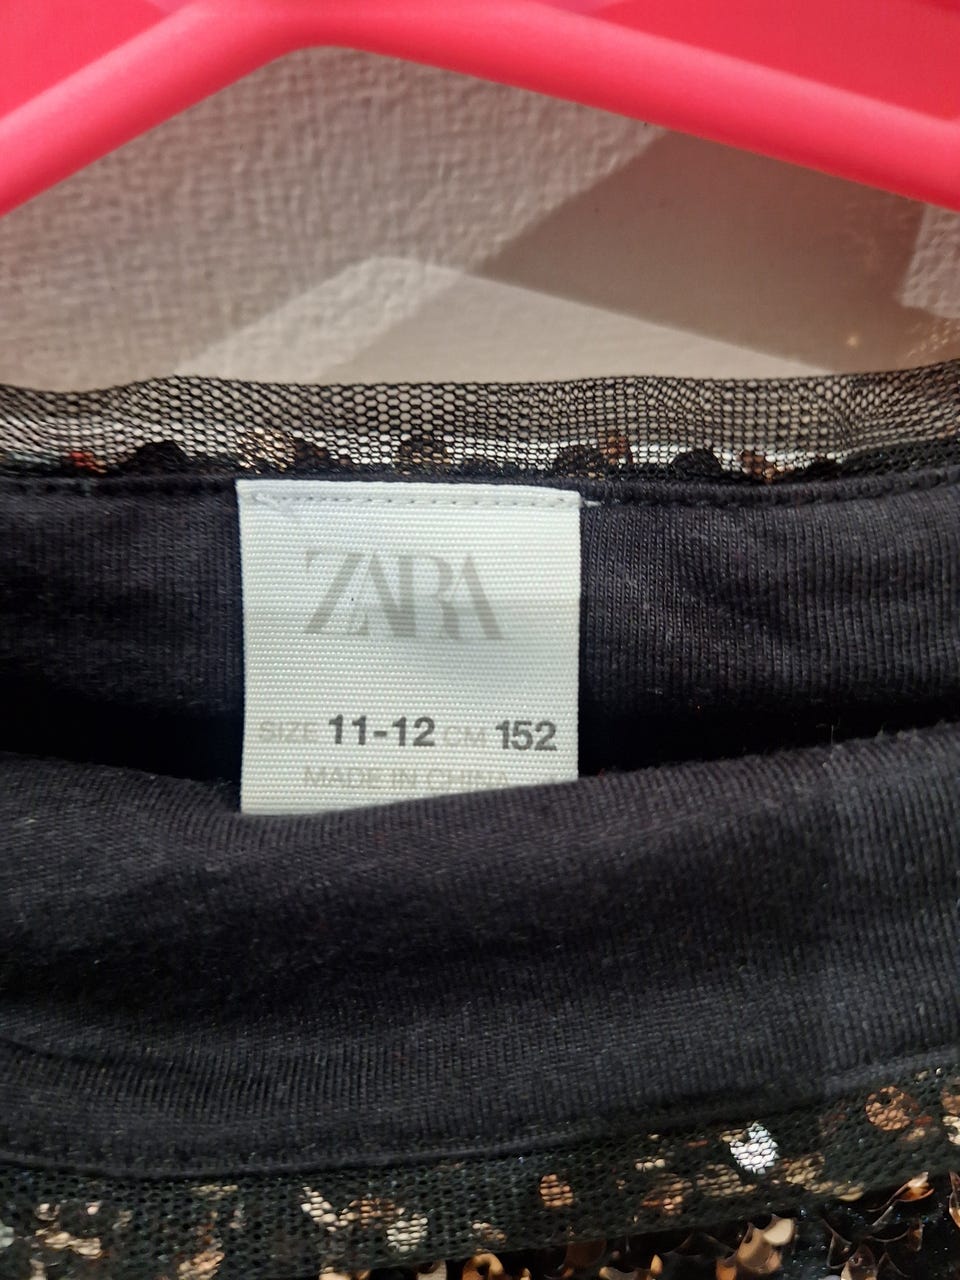 ZARA
SIZE 11-12 CM 152
MADE IN CHINA